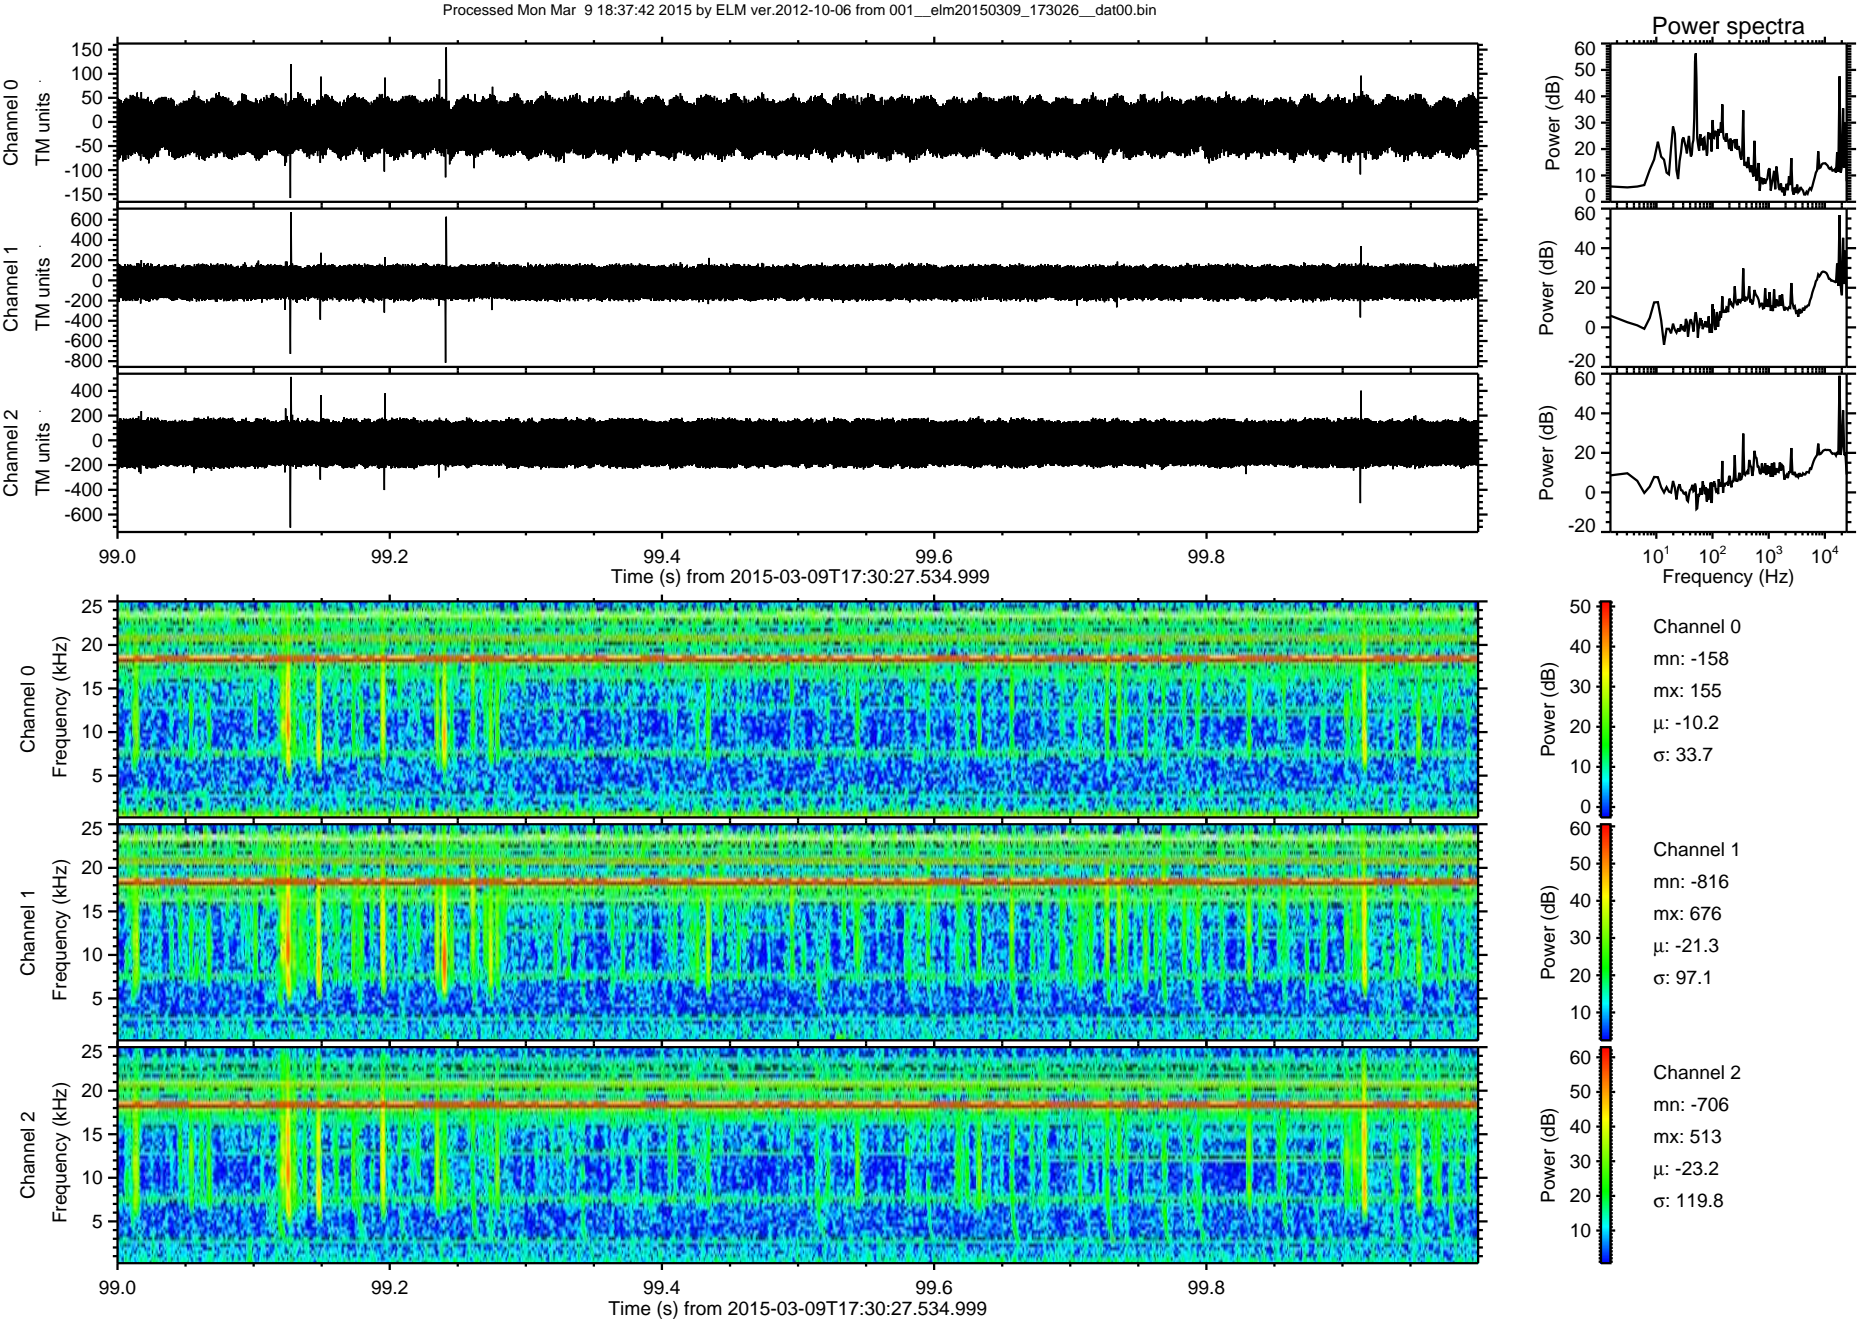 Processed Mon Mar  9 18:37:42 2015 by ELM ver.2012-10-06 from 001__elm20150309_173026__dat00.bin
Power spectra
Channel 0
TM units
150
100
50
0
-50
-100
-150
Power (dB)
60
50
40
30
20
10
0
Channel 1
TM units
600
400
200
0
-200
-400
-600
-800
Power (dB)
60
40
20
0
-20
Channel 2
TM units
400
200
0
-200
-400
-600
Power (dB)
60
40
20
0
-20
99.0 99.2 99.4 99.6 99.8
Time (s) from 2015-03-09T17:30:27.534.999
10^1 10^2 10^3 10^4
Frequency (Hz)
Channel 0
Frequency (kHz)
25
20
15
10
5
Power (dB)
50
40
30
20
10
0
Channel 0
mn: -158
mx: 155
μ: -10.2
σ: 33.7
Channel 1
Frequency (kHz)
25
20
15
10
5
Power (dB)
60
50
40
30
20
10
Channel 1
mn: -816
mx: 676
μ: -21.3
σ: 97.1
Channel 2
Frequency (kHz)
25
20
15
10
5
Power (dB)
60
50
40
30
20
10
Channel 2
mn: -706
mx: 513
μ: -23.2
σ: 119.8
99.0 99.2 99.4 99.6 99.8
Time (s) from 2015-03-09T17:30:27.534.999